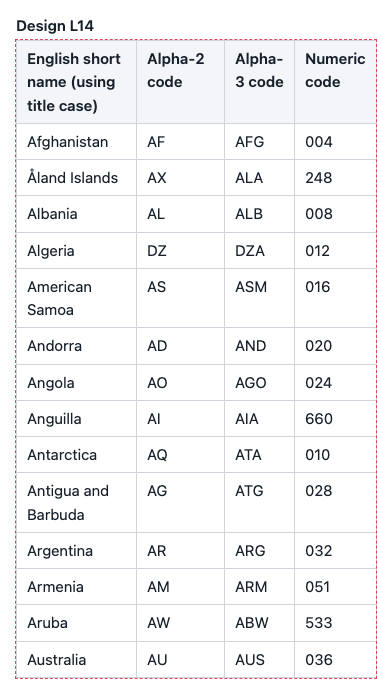 Design L14
English short name (using title case) Alpha-2 code Alpha-3 code Numeric code
Afghanistan AF AFG 004
Åland Islands AX ALA 248
Albania AL ALB 008
Algeria DZ DZA 012
American Samoa AS ASM 016
Andorra AD AND 020
Angola AO AGO 024
Anguilla AI AIA 660
Antarctica AQ ATA 010
Antigua and Barbuda AG ATG 028
Argentina AR ARG 032
Armenia AM ARM 051
Aruba AW ABW 533
Australia AU AUS 036